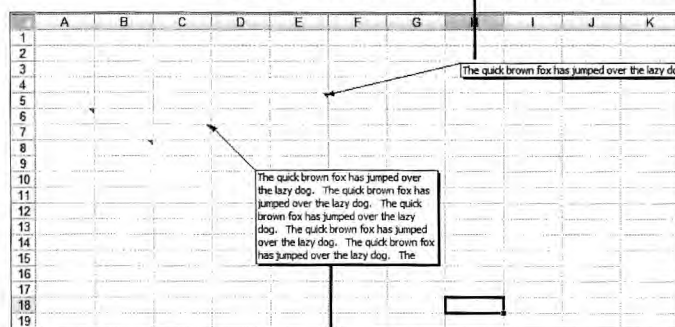 A B C D E F G H I J K
1
2
3
The quick brown fox has jumped over the lazy
4
5
6
7
8
9
10
The quick brown fox has jumped over
the lazy dog. The quick brown fox has
11
jumped over the lazy dog. The quick
12
brown fox has jumped over the lazy
13
dog. The quick brown fox has jumped
14
over the lazy dog. The quick brown fox
15
has jumped over the lazy dog. The
16
17
18
19